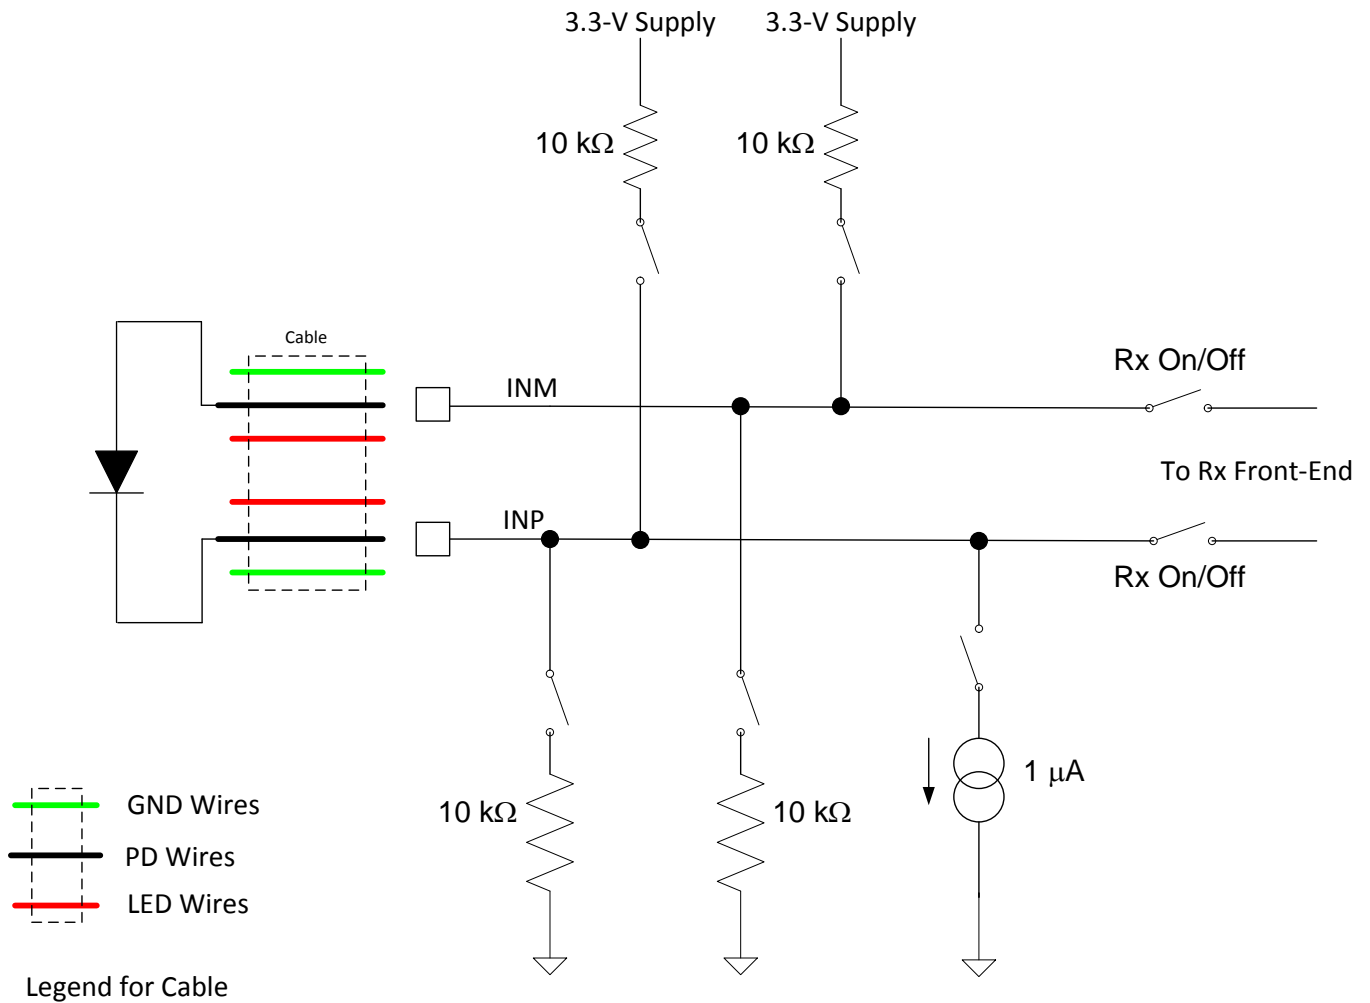 3.3-V Supply
3.3-V Supply
10 kΩ
10 kΩ
Cable
INM
Rx On/Off
To Rx Front-End
INP
Rx On/Off
1 μA
10 kΩ
10 kΩ
GND Wires
PD Wires
LED Wires
Legend for Cable